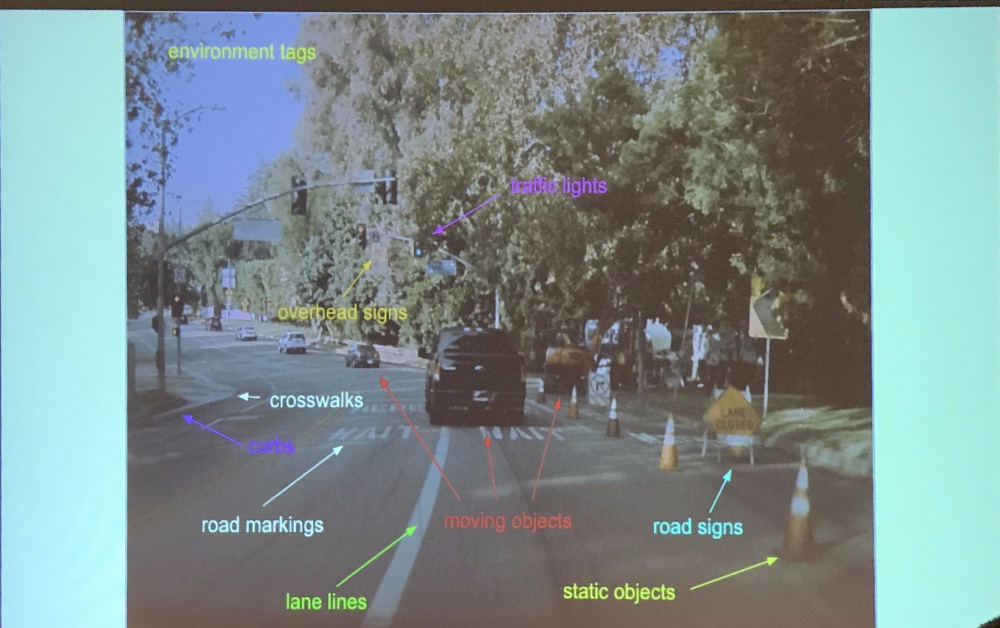 environment tags
traffic lights
overhead signs
crosswalks
LANE
CLOSED
WAIT
curbs
road markings
moving objects
road signs
static objects
lane lines